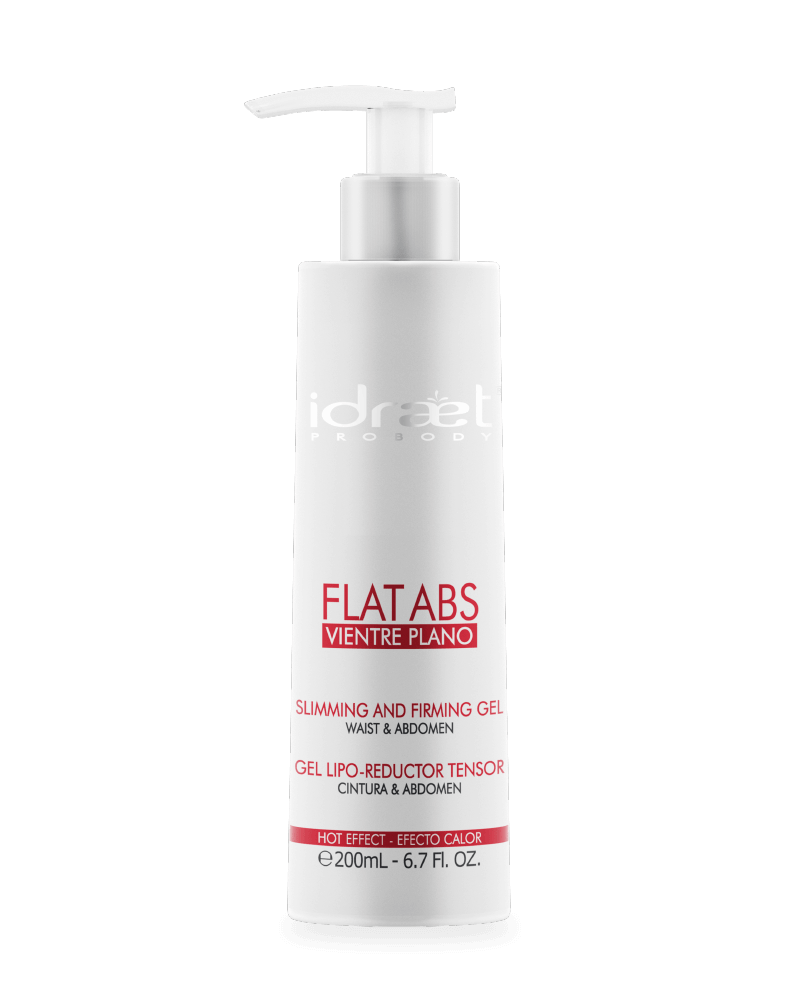 idraet
PROBODY
FLAT ABS
VIENTRE PLANO
SLIMMING AND FIRMING GEL
WAIST & ABDOMEN
GEL LIPO-REDUCTOR TENSOR
CINTURA & ABDOMEN
HOT EFFECT - EFECTO CALOR
℮200mL - 6.7 Fl. OZ.